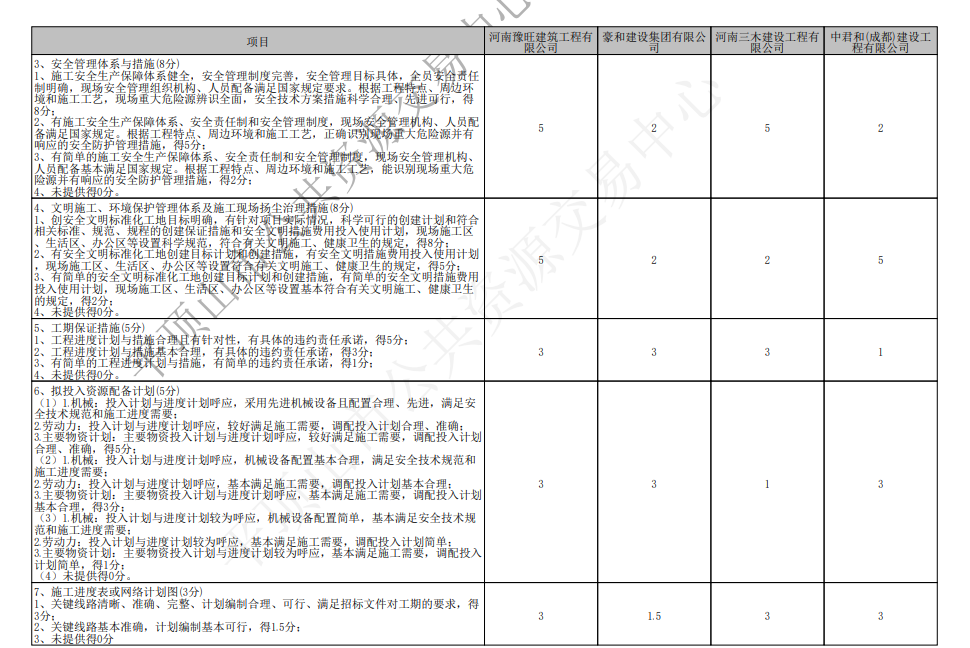 项目
河南豫旺建筑工程有
限公司
豪和建设集团有限公
司
河南三木建设工程有
限公司
中君和(成都)建设工
程有限公司
3、安全管理体系与措施(8分)
1、施工安全生产保障体系健全，安全管理制度完善，安全管理目标具体，全员安全责任
制明确，现场安全管理组织机构、人员配备满足国家规定要求。根据工程特点、周边环
境和施工工艺，现场重大危险源辨识全面，安全技术方案措施科学合理、先进可行，得
8分；
2、有施工安全生产保障体系、安全责任制和安全管理制度，现场安全管理机构、人员配
备满足国家规定。根据工程特点、周边环境和施工工艺，正确识别现场重大危险源并有
响应的安全防护管理措施，得5分；
3、有简单的施工安全生产保障体系、安全责任制和安全管理制度，现场安全管理机构、
人员配备基本满足国家规定。根据工程特点、周边环境和施工工艺，能识别现场重大危
险源并有响应的安全防护管理措施，得2分；
4、未提供得0分。
5
2
5
2
4、文明施工、环境保护管理体系及施工现场扬尘治理措施(8分)
1、创安全文明标准化工地目标明确，有针对项目实际情况，科学可行的创建计划和符合
相关标准、规范、规程的创建保证措施和安全文明措施费用投入使用计划，现场施工区
、生活区、办公区等设置科学规范，符合有关文明施工、健康卫生的规定，得8分；
2、有安全文明标准化工地创建目标计划和创建措施，有安全文明措施费用投入使用计划
，现场施工区、生活区、办公区等设置符合有关文明施工、健康卫生的规定，得5分；
3、有简单的安全文明标准化工地创建目标计划和创建措施，有简单的安全文明措施费用
投入使用计划，现场施工区、生活区、办公区等设置基本符合有关文明施工、健康卫生
的规定，得2分；
4、未提供得0分。
5
2
2
5
5、工期保证措施(5分)
1、工程进度计划与措施合理且有针对性，有具体的违约责任承诺，得5分；
2、工程进度计划与措施基本合理，有具体的违约责任承诺，得3分；
3、有简单的工程进度计划与措施，有简单的违约责任承诺，得1分；
4、未提供得0分。
3
3
3
1
6、拟投入资源配备计划(5分)
（1）1.机械：投入计划与进度计划呼应，采用先进机械设备且配置合理、先进，满足安
全技术规范和施工进度需要；
2.劳动力：投入计划与进度计划呼应，较好满足施工需要，调配投入计划合理、准确；
3.主要物资计划：主要物资投入计划与进度计划呼应，较好满足施工需要，调配投入计划
合理、准确，得5分；
（2）1.机械：投入计划与进度计划呼应，机械设备配置基本合理，满足安全技术规范和
施工进度需要；
2.劳动力：投入计划与进度计划呼应，基本满足施工需要，调配投入计划基本合理；
3.主要物资计划：主要物资投入计划与进度计划呼应，基本满足施工需要，调配投入计划
基本合理，得3分；
（3）1.机械：投入计划与进度计划较为呼应，机械设备配置简单，基本满足安全技术规
范和施工进度需要；
2.劳动力：投入计划与进度计划较为呼应，基本满足施工需要，调配投入计划简单；
3.主要物资计划：主要物资投入计划与进度计划较为呼应，基本满足施工需要，调配投入
计划简单，得1分；
（4）未提供得0分。
3
3
1
3
7、施工进度表或网络计划图(3分)
1、关键线路清晰、准确、完整、计划编制合理、可行、满足招标文件对工期的要求，得
3分；
2、关键线路基本准确，计划编制基本可行，得1.5分；
3、未提供得0分
3
1.5
3
3
平顶山市公共资源交易中心
平顶山市公共资源交易中心